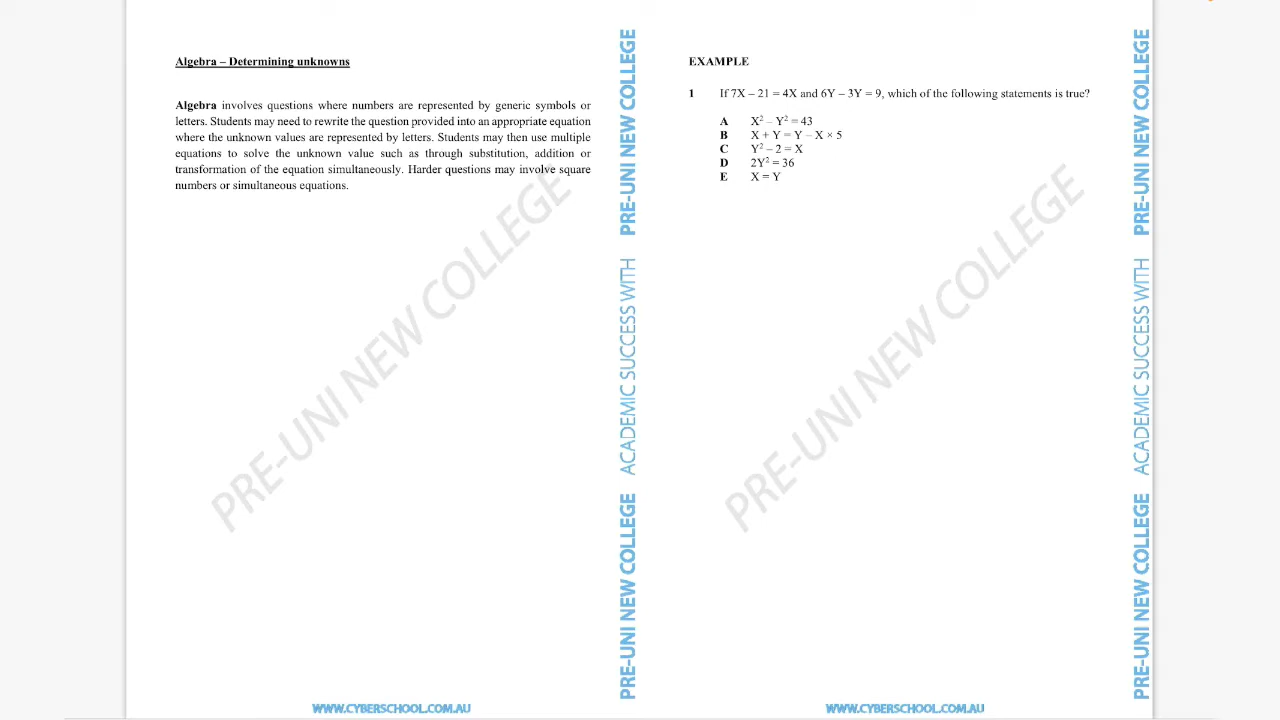 Algebra – Determining unknowns
Algebra involves questions where numbers are represented by generic symbols or
letters. Students may need to rewrite the question provided into an appropriate equation
where the unknown values are represented by letters. Students may then use multiple
equations to solve the unknown value such as through substitution, addition or
transformation of the equation simultaneously. Harder questions may involve square
numbers or simultaneous equations.
PRE-UNI NEW COLLEGE
PRE-UNI NEW COLLEGE ACADEMIC SUCCESS WITH PRE-UNI NEW COLLEGE
WWW.CYBERSCHOOL.COM.AU
EXAMPLE
1 If 7X – 21 = 4X and 6Y – 3Y = 9, which of the following statements is true?
A X² – Y² = 43
B X + Y = Y – X × 5
C Y² – 2 = X
D 2Y² = 36
E X = Y
PRE-UNI NEW COLLEGE
PRE-UNI NEW COLLEGE ACADEMIC SUCCESS WITH PRE-UNI NEW COLLEGE
WWW.CYBERSCHOOL.COM.AU